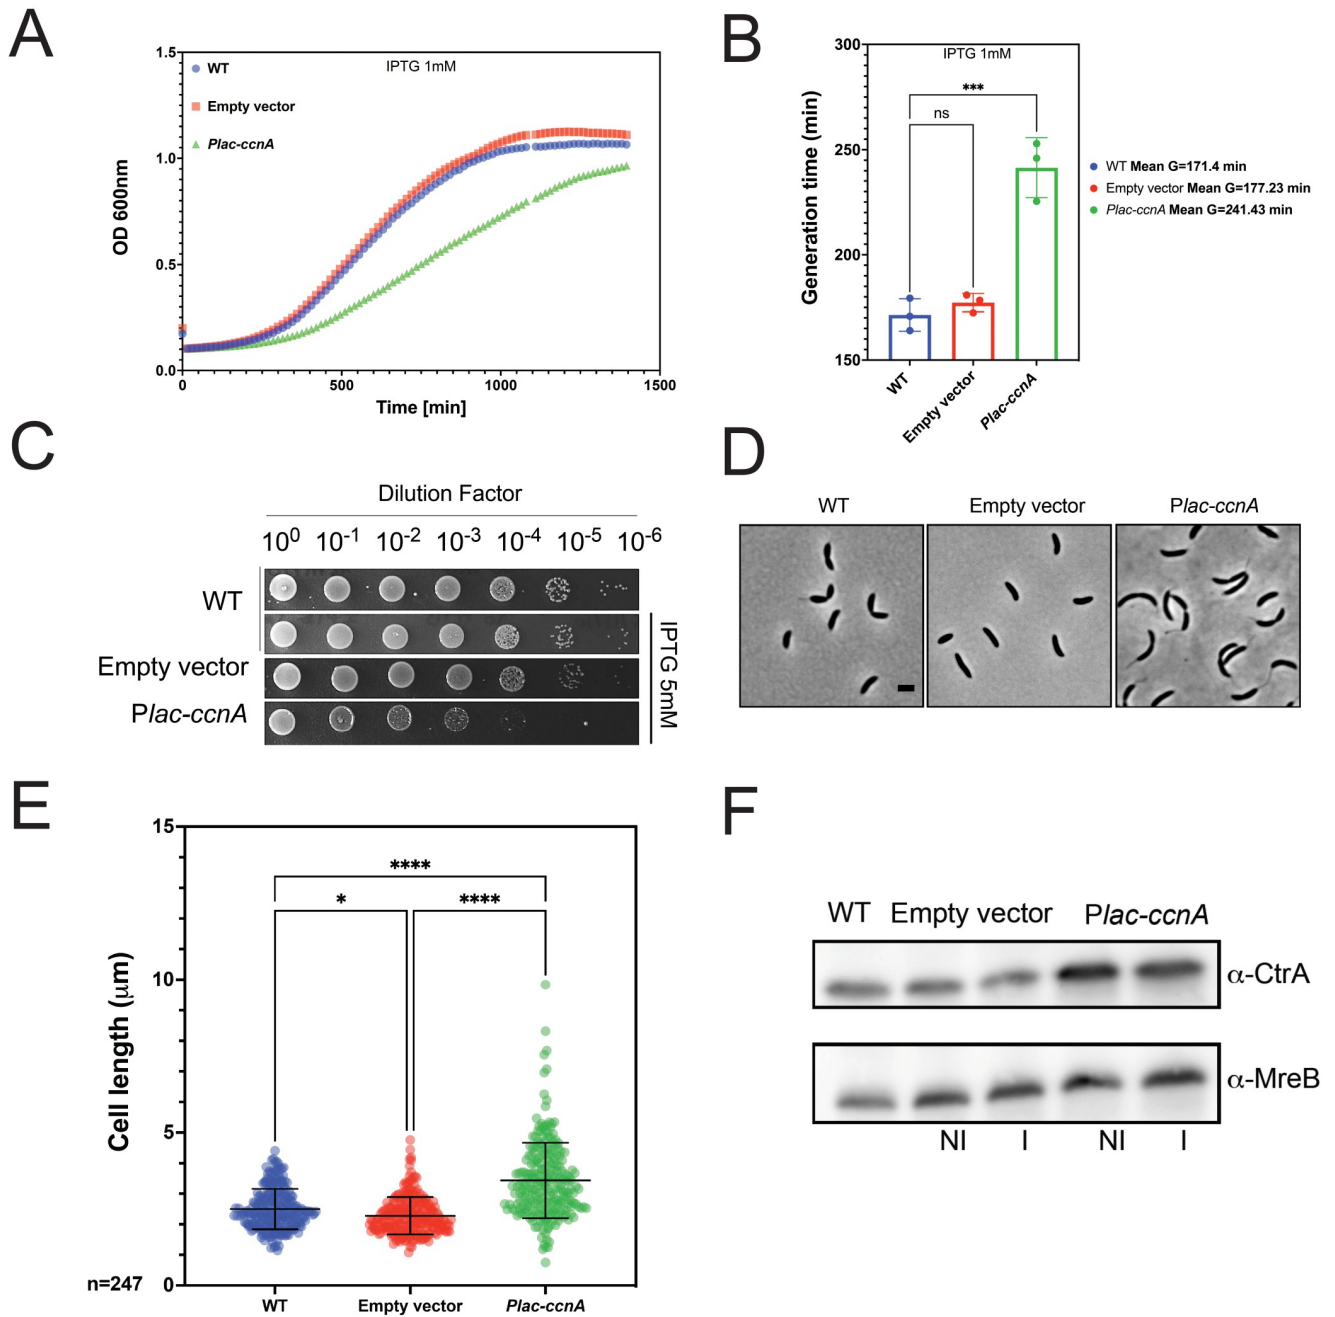 A
IPTG 1mM
WT
Empty vector
Plac-ccnA
OD 600nm
1.5
1.0
0.5
0.0
0
500
1000
1500
Time [min]
B
IPTG 1mM
***
ns
Generation time (min)
300
250
200
150
WT
Empty vector
Plac-ccnA
WT Mean G=171.4 min
Empty vector Mean G=177.23 min
Plac-ccnA Mean G=241.43 min
C
Dilution Factor
10⁰ 10⁻¹ 10⁻² 10⁻³ 10⁻⁴ 10⁻⁵ 10⁻⁶
WT
Empty vector
Plac-ccnA
IPTG 5mM
D
WT
Empty vector
Plac-ccnA
E
Cell length (µm)
15
10
5
0
****
*
****
n=247
WT
Empty vector
Plac-ccnA
F
WT Empty vector Plac-ccnA
α-CtrA
α-MreB
NI I NI I